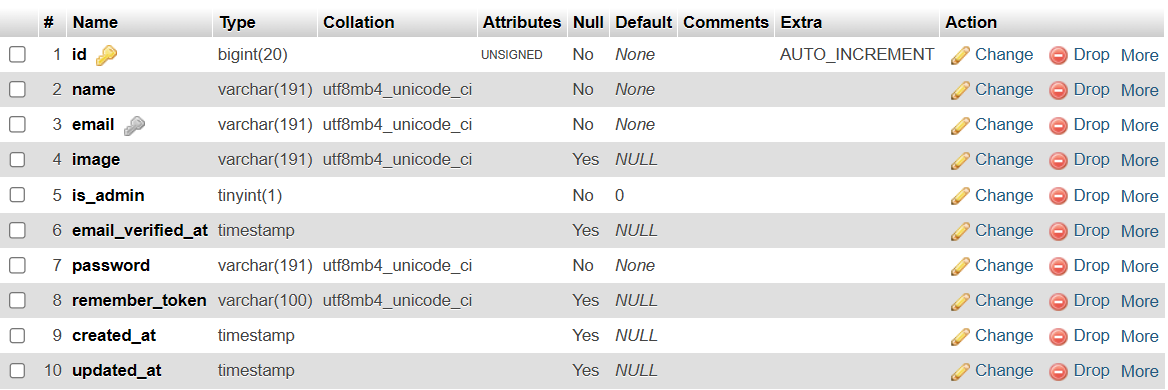 # Name Type Collation Attributes Null Default Comments Extra Action
1 id bigint(20) UNSIGNED No None AUTO_INCREMENT Change Drop More
2 name varchar(191) utf8mb4_unicode_ci No None Change Drop More
3 email varchar(191) utf8mb4_unicode_ci No None Change Drop More
4 image varchar(191) utf8mb4_unicode_ci Yes NULL Change Drop More
5 is_admin tinyint(1) No 0 Change Drop More
6 email_verified_at timestamp Yes NULL Change Drop More
7 password varchar(191) utf8mb4_unicode_ci No None Change Drop More
8 remember_token varchar(100) utf8mb4_unicode_ci Yes NULL Change Drop More
9 created_at timestamp Yes NULL Change Drop More
10 updated_at timestamp Yes NULL Change Drop More